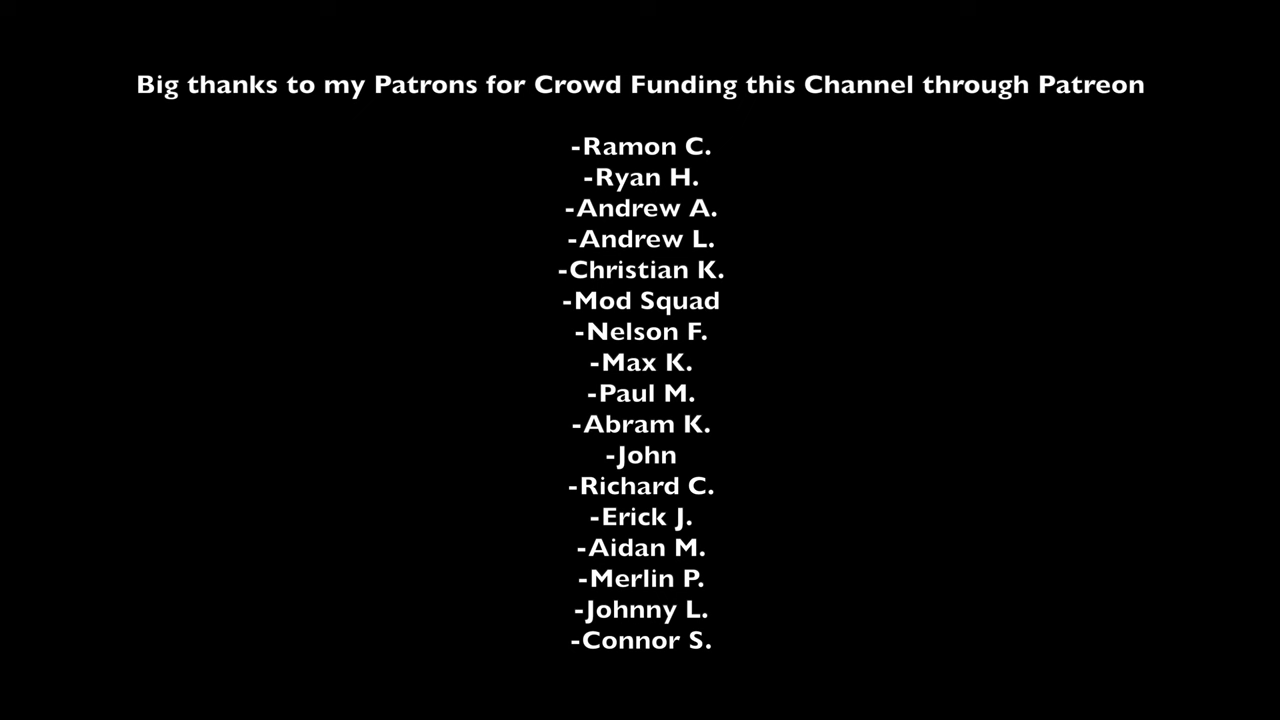 Big thanks to my Patrons for Crowd Funding this Channel through Patreon
-Ramon C.
-Ryan H.
-Andrew A.
-Andrew L.
-Christian K.
-Mod Squad
-Nelson F.
-Max K.
-Paul M.
-Abram K.
-John
-Richard C.
-Erick J.
-Aidan M.
-Merlin P.
-Johnny L.
-Connor S.